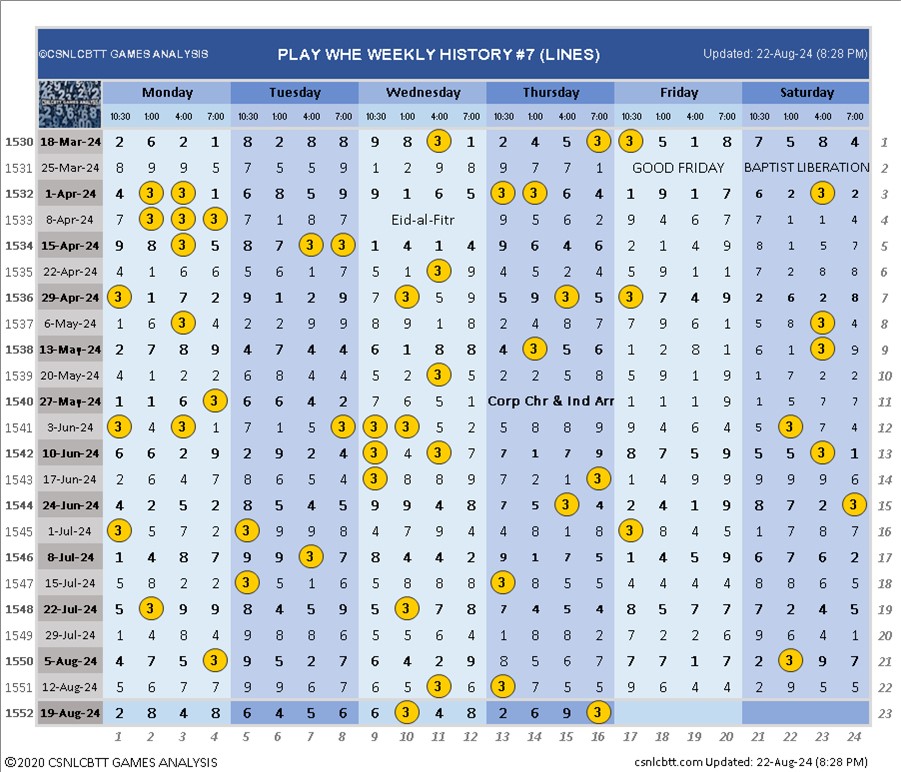 ©CSNLCBTT GAMES ANALYSIS PLAY WHE WEEKLY HISTORY #7 (LINES) Updated: 22-Aug-24 (8:28 PM)
Monday Tuesday Wednesday Thursday Friday Saturday
10:30 1:00 4:00 7:00 10:30 1:00 4:00 7:00 10:30 1:00 4:00 7:00 10:30 1:00 4:00 7:00 10:30 1:00 4:00 7:00 10:30 1:00 4:00 7:00
1530 18-Mar-24 2 6 2 1 8 2 8 8 9 8 3 1 2 4 5 3 3 5 1 8 7 5 8 4 1
1531 25-Mar-24 8 9 9 5 7 5 5 9 1 2 9 8 9 7 7 1 GOOD FRIDAY BAPTIST LIBERATION 2
1532 1-Apr-24 4 3 3 1 6 8 5 9 9 1 6 5 3 3 6 4 1 9 1 7 6 2 3 2 3
1533 8-Apr-24 7 3 3 3 7 1 8 7 Eid-al-Fitr 9 5 6 2 9 4 6 7 7 1 1 4 4
1534 15-Apr-24 9 8 3 5 8 7 3 3 1 4 1 4 9 6 4 6 2 1 4 9 8 1 5 7 5
1535 22-Apr-24 4 1 6 6 5 6 1 7 5 1 3 9 4 5 2 4 5 9 1 1 7 2 8 8 6
1536 29-Apr-24 3 1 7 2 9 1 2 9 7 3 5 9 5 9 3 5 3 7 4 9 2 6 2 8 7
1537 6-May-24 1 6 3 4 2 2 9 9 8 9 1 8 2 4 8 7 7 9 6 1 5 8 3 4 8
1538 13-May-24 2 7 8 9 4 7 4 4 6 1 8 8 4 3 5 6 1 2 8 1 6 1 3 9 9
1539 20-May-24 4 1 2 2 6 8 4 4 5 2 3 5 2 2 5 8 5 9 1 9 1 7 2 2 10
1540 27-May-24 1 1 6 3 6 6 4 2 7 6 5 1 Corp Chr & Ind Arr 1 1 1 9 1 5 7 7 11
1541 3-Jun-24 3 4 3 1 7 1 5 3 3 3 5 2 5 8 8 9 9 4 6 4 5 3 7 4 12
1542 10-Jun-24 6 6 2 9 2 9 2 4 3 4 3 7 7 1 7 9 8 7 5 9 5 5 3 1 13
1543 17-Jun-24 2 6 4 7 8 6 5 4 3 8 8 9 7 2 1 3 1 4 9 9 9 9 9 6 14
1544 24-Jun-24 4 2 5 2 8 5 4 5 9 9 4 8 7 5 3 4 2 4 1 9 8 7 2 3 15
1545 1-Jul-24 3 5 7 2 3 9 9 8 4 7 9 4 4 8 1 8 3 8 4 5 1 7 8 7 16
1546 8-Jul-24 1 4 8 7 9 9 3 7 8 4 4 2 9 1 7 5 1 4 5 9 6 7 6 2 17
1547 15-Jul-24 5 8 2 2 3 5 1 6 5 8 8 8 3 8 5 5 4 4 4 4 8 8 6 5 18
1548 22-Jul-24 5 3 9 9 8 4 5 9 5 3 7 8 7 4 5 4 8 5 7 7 7 2 4 5 19
1549 29-Jul-24 1 4 8 4 9 8 8 6 5 5 6 4 1 8 8 2 7 2 2 6 9 6 4 1 20
1550 5-Aug-24 4 7 5 3 9 5 2 7 6 4 2 9 8 5 6 7 7 7 1 7 2 3 9 7 21
1551 12-Aug-24 5 6 7 7 9 9 6 7 6 5 3 6 3 7 5 5 9 6 4 4 2 9 5 5 22
1552 19-Aug-24 2 8 4 8 6 4 5 6 6 3 4 8 2 6 9 3 23
1 2 3 4 5 6 7 8 9 10 11 12 13 14 15 16 17 18 19 20 21 22 23 24
©2020 CSNLCBTT GAMES ANALYSIS csnlcbtt.com Updated: 22-Aug-24 (8:28 PM)